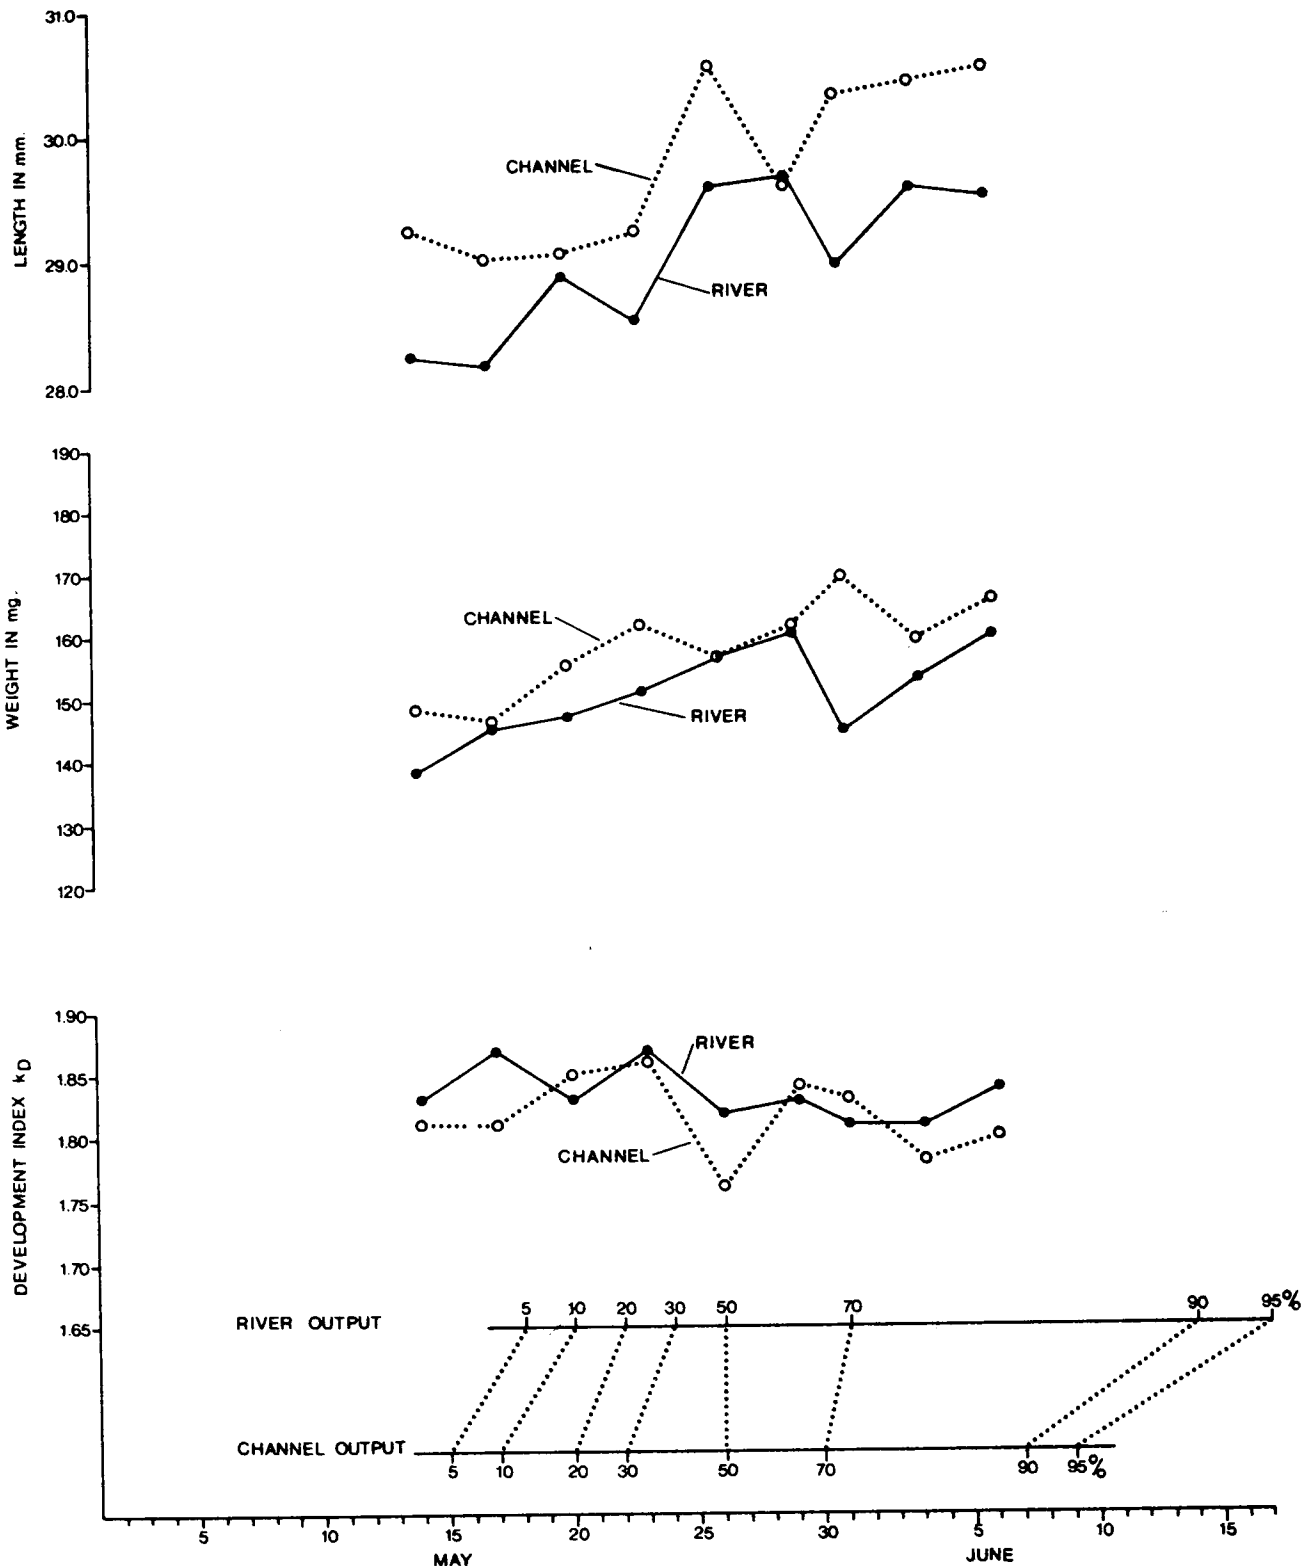 31.0
30.0
29.0
28.0
LENGTH IN mm.
CHANNEL
RIVER
190
180
170
160
150
140
130
120
WEIGHT IN mg.
CHANNEL
RIVER
1.90
1.85
1.80
1.75
1.70
1.65
DEVELOPMENT INDEX kD
RIVER
CHANNEL
RIVER OUTPUT
5 10 20 30 50 70 90 95%
CHANNEL OUTPUT
5 10 20 30 50 70 90 95%
5 15 20 25 30 5 10 15
MAY JUNE